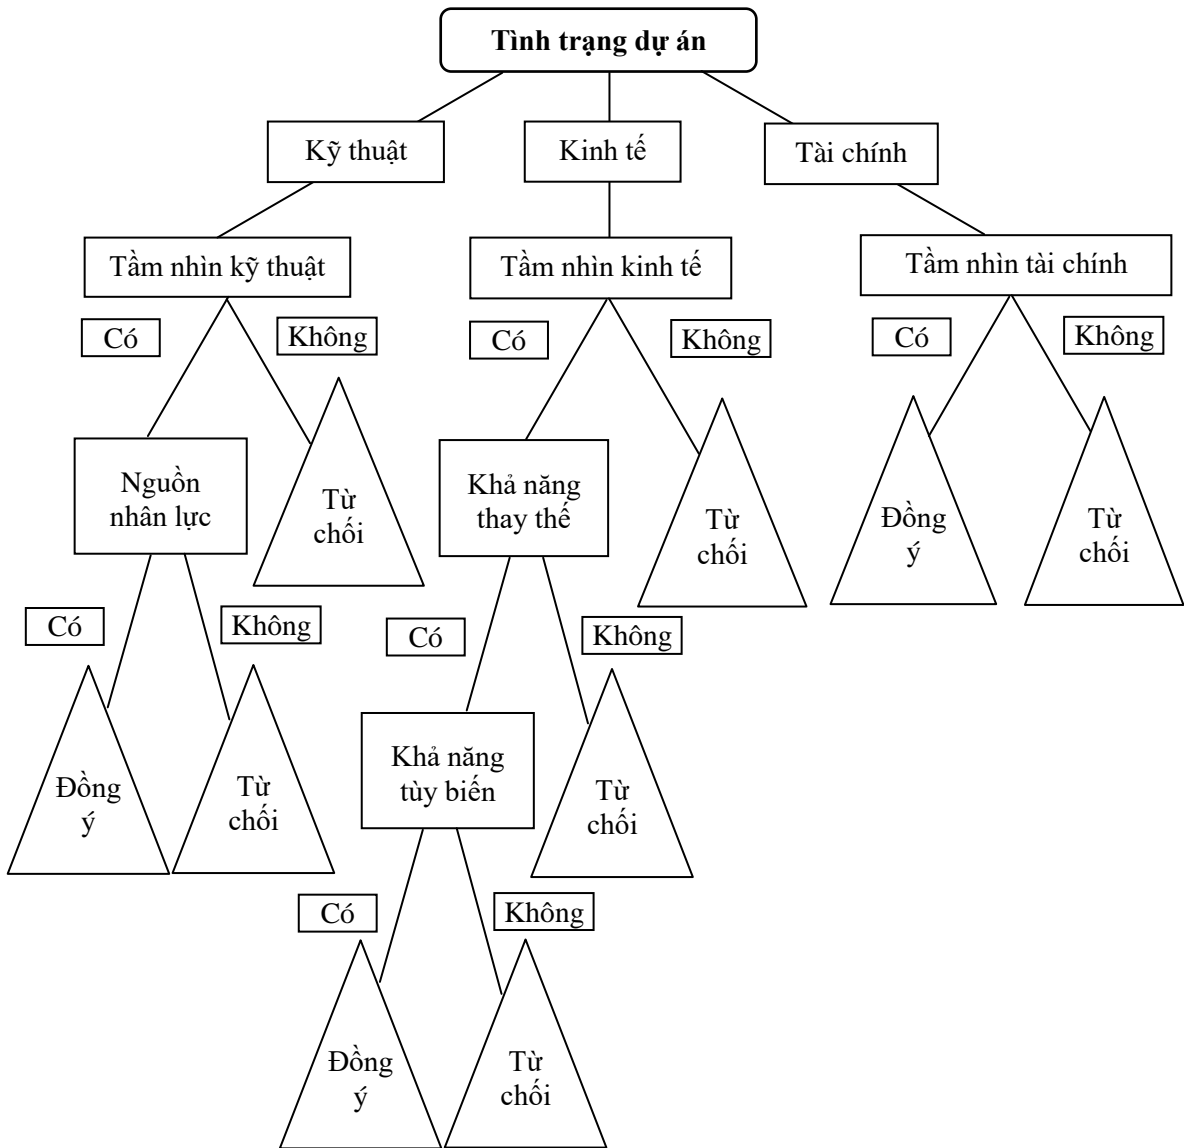 Tình trạng dự án
Kỹ thuật
Kinh tế
Tài chính
Tầm nhìn kỹ thuật
Tầm nhìn kinh tế
Tầm nhìn tài chính
Có
Không
Có
Không
Có
Không
Nguồn
nhân lực
Từ
chối
Khả năng
thay thế
Từ
chối
Đồng
ý
Từ
chối
Có
Không
Có
Không
Đồng
ý
Từ
chối
Khả năng
tùy biến
Từ
chối
Có
Không
Đồng
ý
Từ
chối